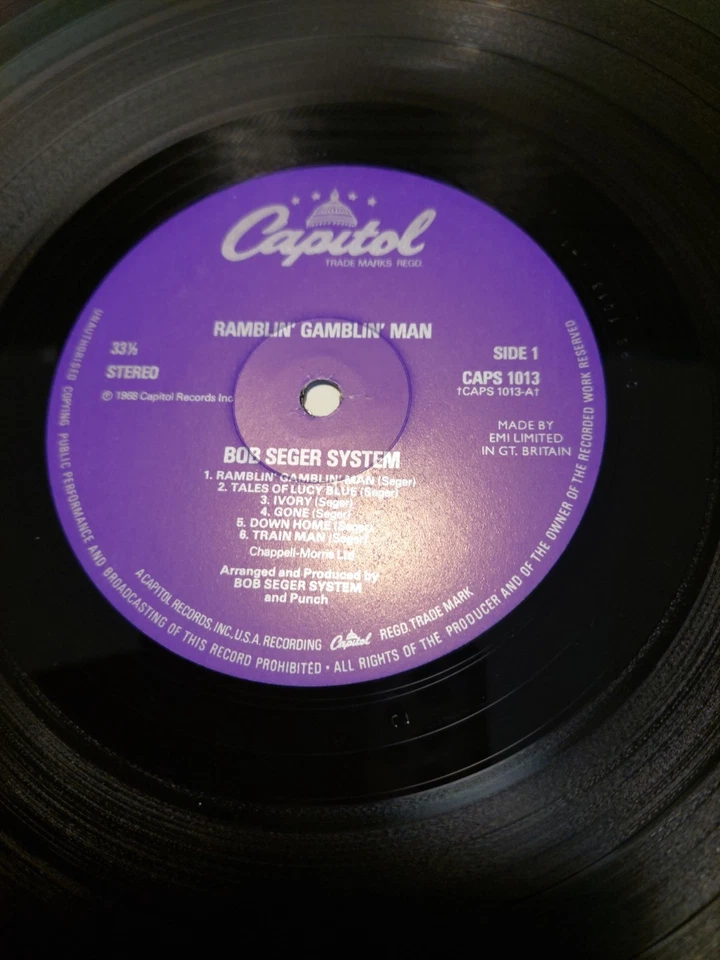 Capitol
TRADE MARKS REGD.
RAMBLIN' GAMBLIN' MAN
33⅓
STEREO
℗ 1968 Capitol Records Inc
SIDE 1
CAPS 1013
†CAPS 1013-A†
MADE BY
EMI LIMITED
IN GT. BRITAIN
BOB SEGER SYSTEM
1. RAMBLIN' GAMBLIN' MAN (Seger)
2. TALES OF LUCY BLUE (Seger)
3. IVORY (Seger)
4. GONE (Seger)
5. DOWN HOME (Seger)
6. TRAIN MAN (Seger)
Chappell-Morris Ltd
Arranged and Produced by
BOB SEGER SYSTEM
and Punch
A CAPITOL RECORDS, INC., U.S.A. RECORDING Capitol REGD. TRADE MARK
UNAUTHORISED COPYING PUBLIC PERFORMANCE AND BROADCASTING OF THIS RECORD PROHIBITED • ALL RIGHTS OF THE PRODUCER AND OF THE OWNER OF THE RECORDED WORK RESERVED